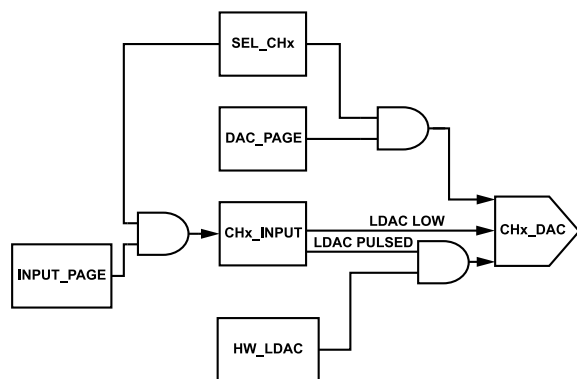 SEL_CHx
DAC_PAGE
CHx_INPUT
LDAC LOW
LDAC PULSED
CHx_DAC
INPUT_PAGE
HW_LDAC